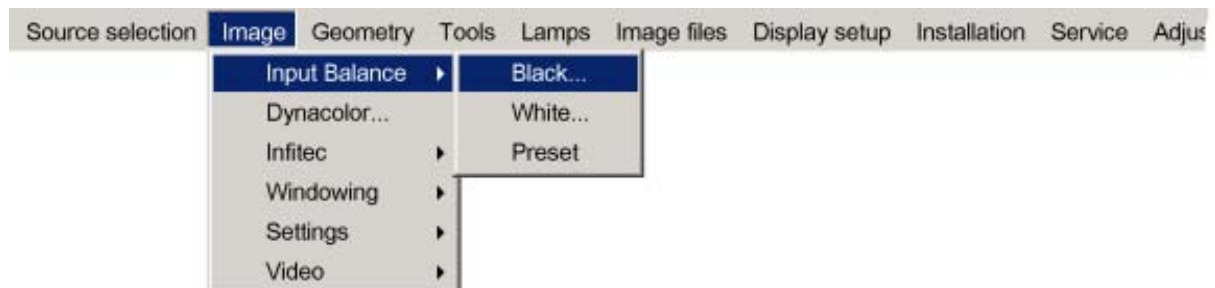 Source selection Image Geometry Tools Lamps Image files Display setup Installation Service Adjus
Input Balance Black...
Dynacolor... White...
Infitec Preset
Windowing
Settings
Video